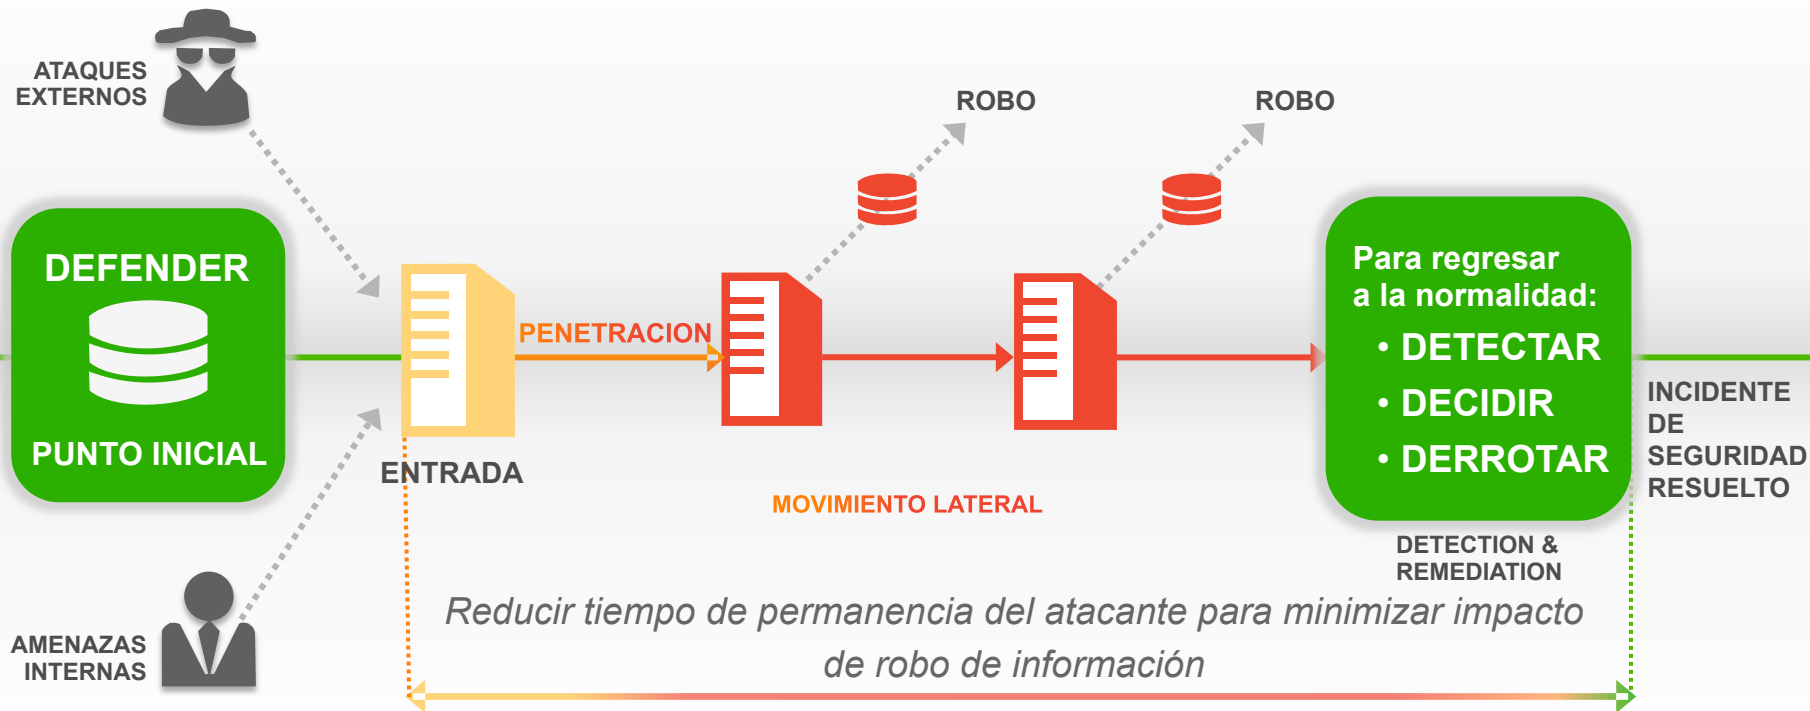 ATAQUES
EXTERNOS
ROBO
ROBO
DEFENDER
PUNTO INICIAL
ENTRADA
PENETRACION
MOVIMIENTO LATERAL
Para regresar
a la normalidad:
• DETECTAR
• DECIDIR
• DERROTAR
INCIDENTE
DE
SEGURIDAD
RESUELTO
DETECTION &
REMEDIATION
AMENAZAS
INTERNAS
Reducir tiempo de permanencia del atacante para minimizar impacto
de robo de información